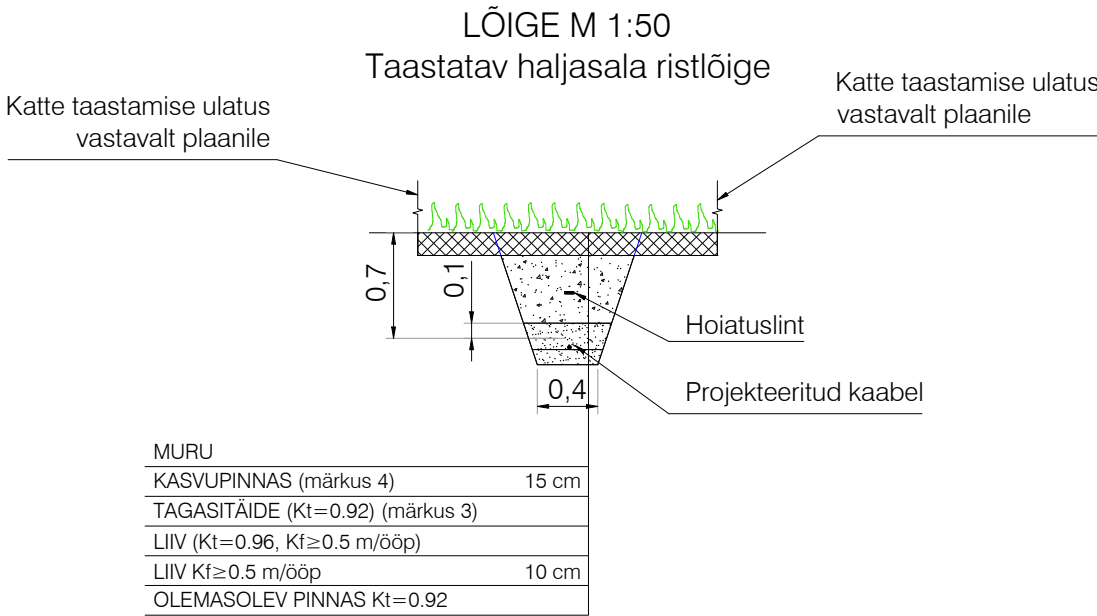 LÕIGE M 1:50
Taastatav haljasala ristlõige
Katte taastamise ulatus
vastavalt plaanile
Katte taastamise ulatus
vastavalt plaanile
0,7
0,1
Hoiatuslint
0,4
Projekteeritud kaabel
MURU
KASVUPINNAS (märkus 4) 15 cm
TAGASITÄIDE (Kt=0.92) (märkus 3)
LIIV (Kt=0.96, Kf≥0.5 m/ööp)
LIIV Kf≥0.5 m/ööp 10 cm
OLEMASOLEV PINNAS Kt=0.92